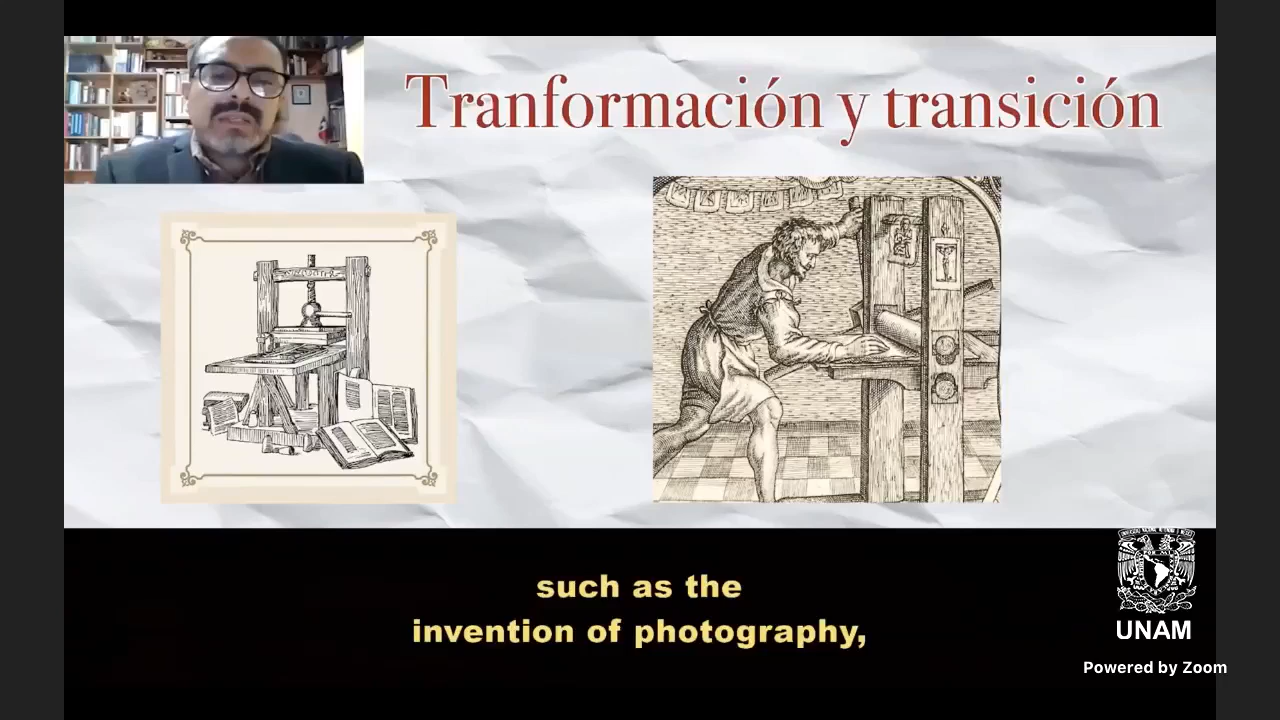 Tranformación y transición
such as the
invention of photography,
UNAM
Powered by Zoom